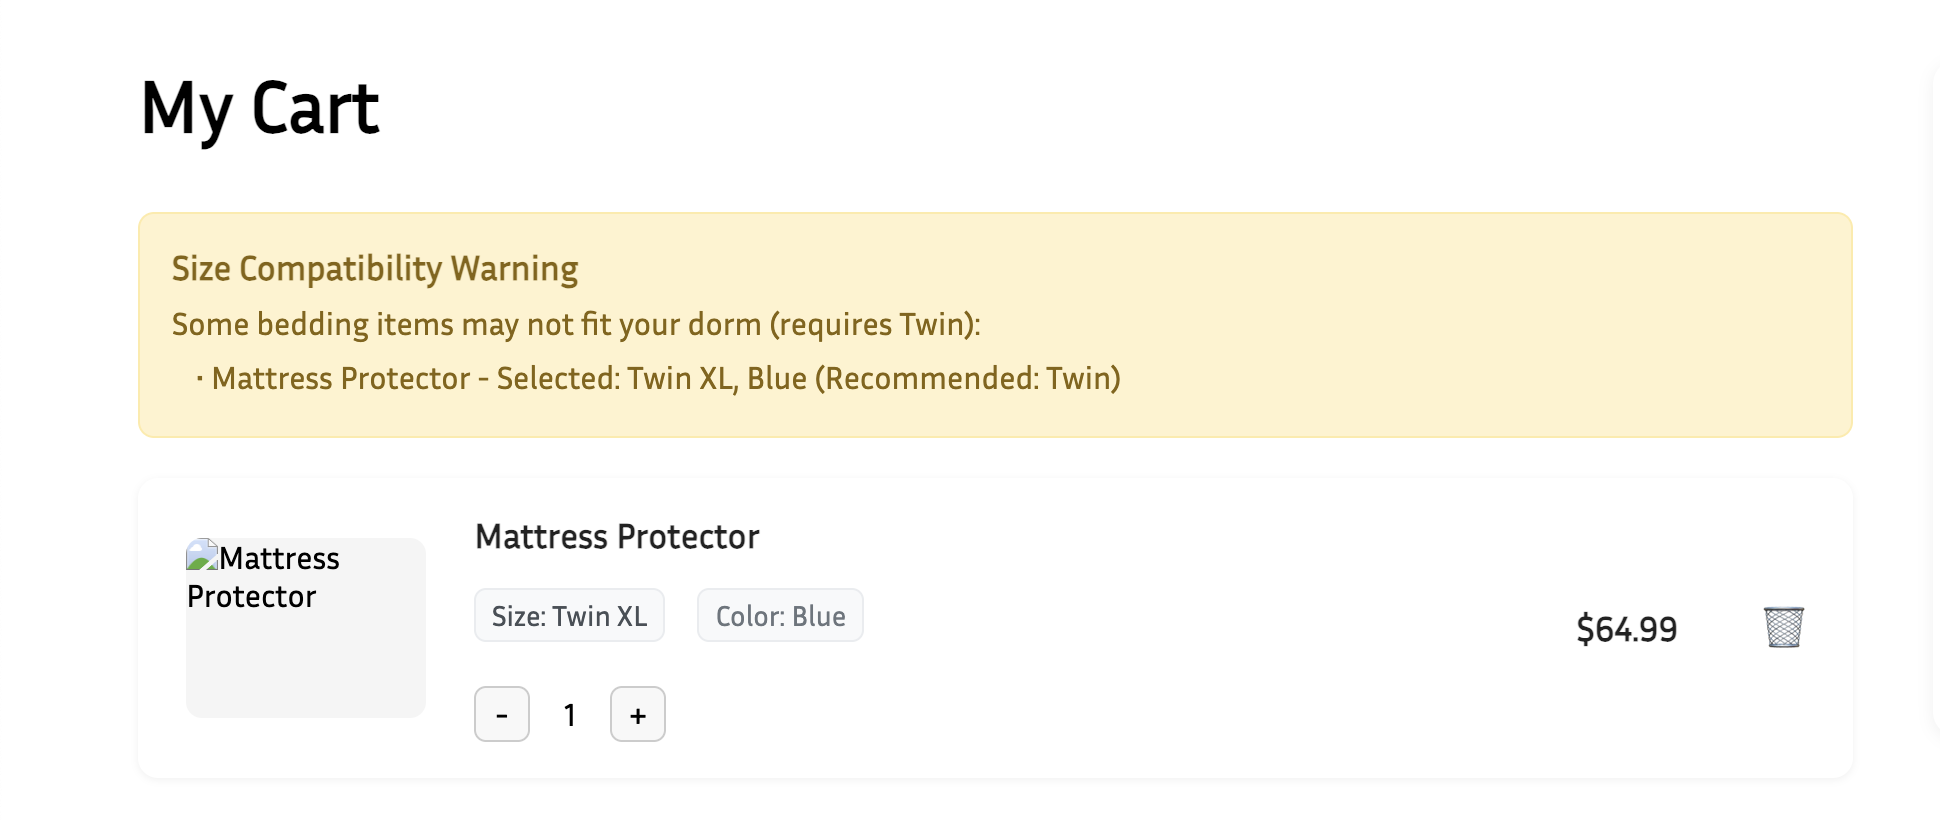 My Cart
Size Compatibility Warning
Some bedding items may not fit your dorm (requires Twin):
· Mattress Protector - Selected: Twin XL, Blue (Recommended: Twin)
Mattress
Protector
Mattress Protector
Size: Twin XL
Color: Blue
$64.99
- 1 +